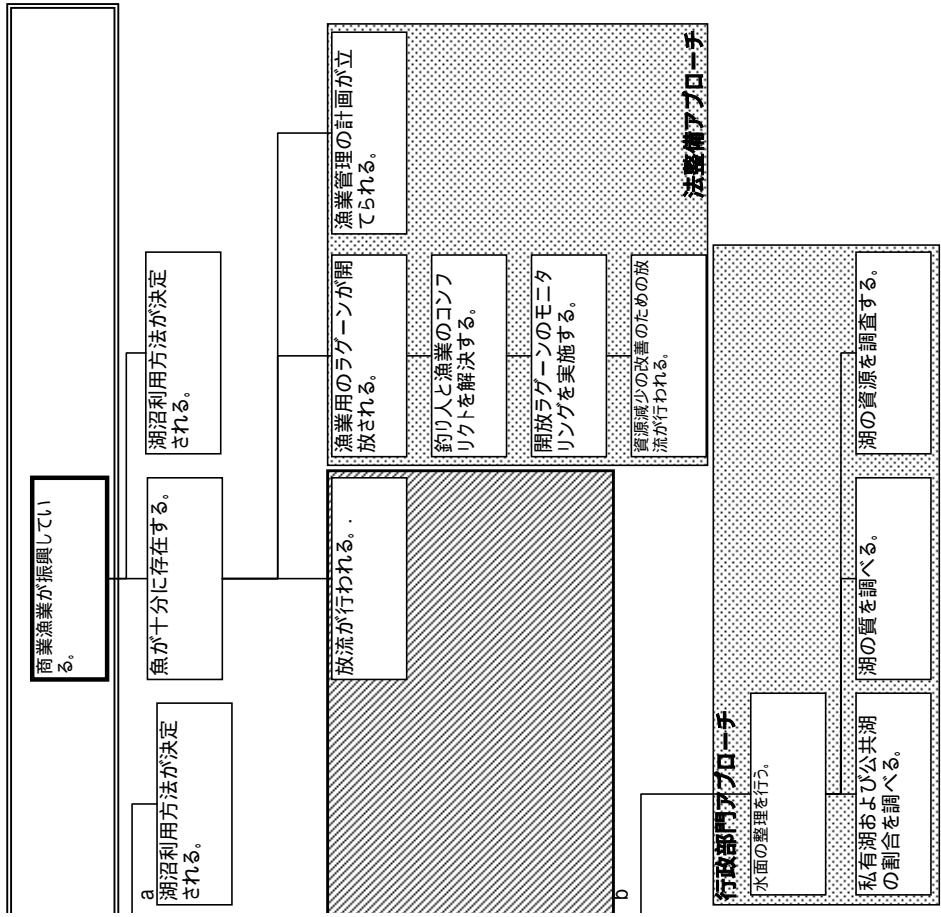 商業漁業が振興してい
る。
湖沼利用方法が決定
される。
魚が十分に存在する。
湖沼利用方法が決定
される。
a
放流が行われる。.
漁業用のラグーンが開
放される。
漁業管理の計画が立
てられる。
釣り人と漁業のコンフ
リクトを解決する。
開放ラグーンのモニタ
リングを実施する。
資源減少の改善のための放
流が行われる。
法整備アプローチ
b
行政部門アプローチ
水面の整理を行う。
私有湖および公共湖
の割合を調べる。
湖の質を調べる。
湖の資源を調査する。